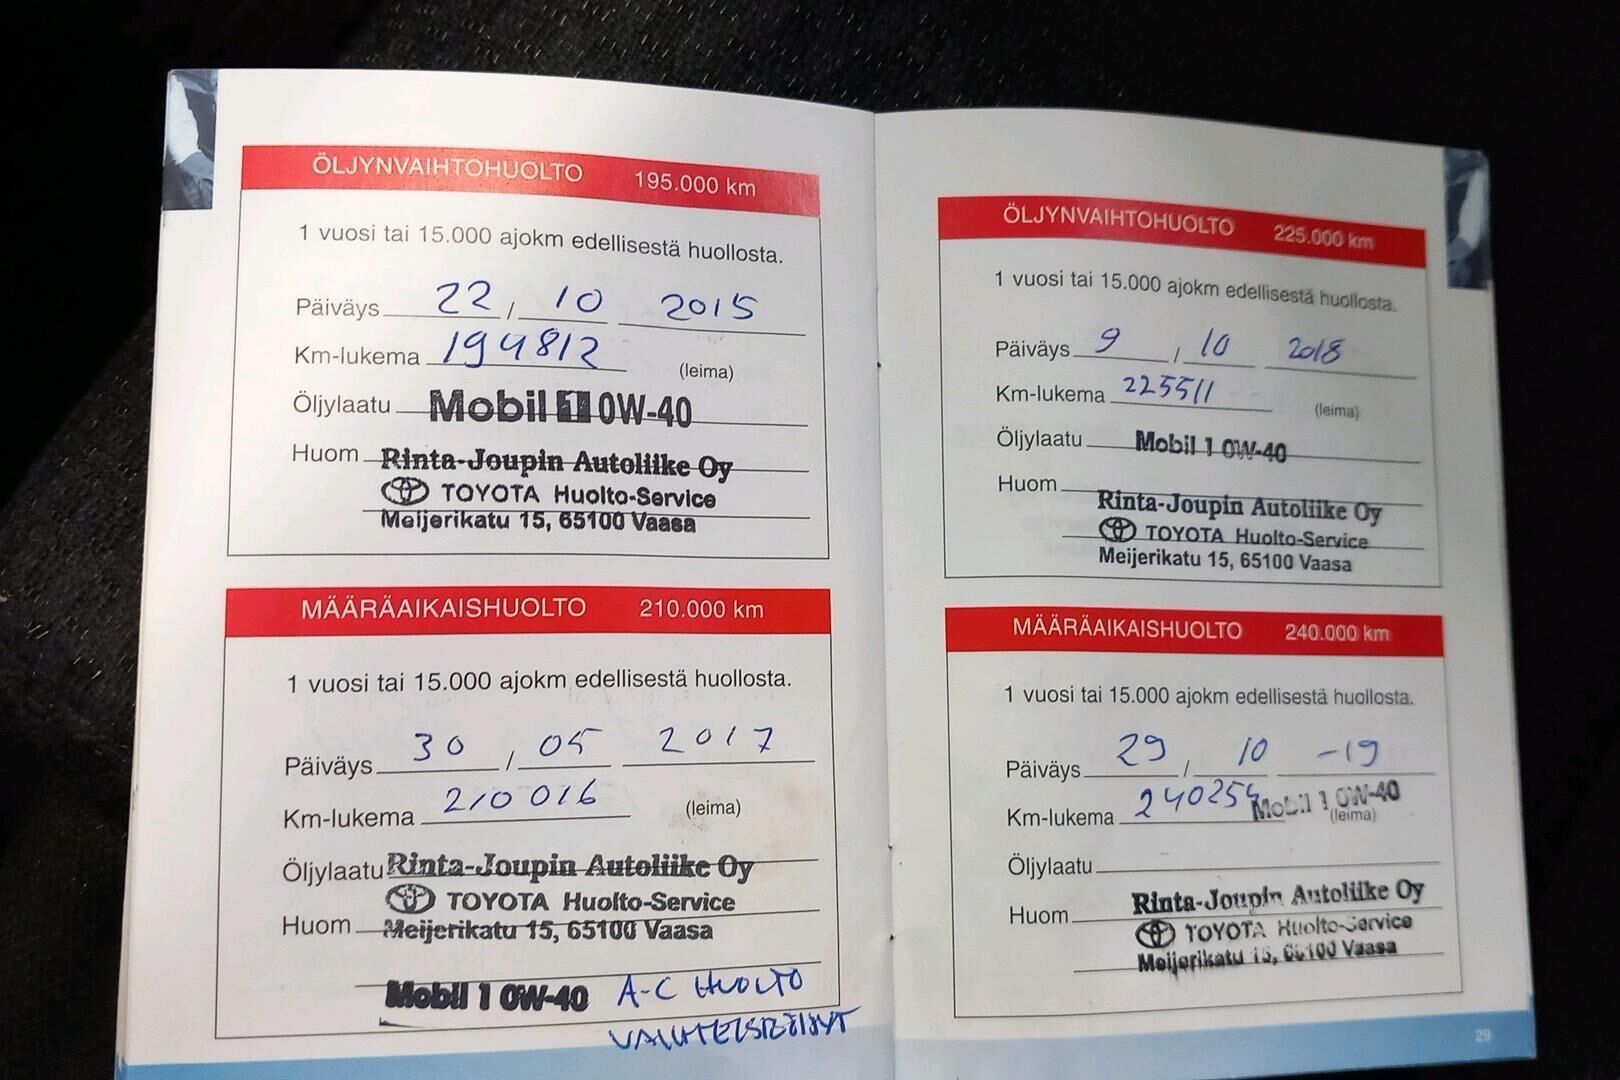 ÖLJYNVAIHTOHUOLTO 195.000 km
1 vuosi tai 15.000 ajokm edellisestä huollosta.
Päiväys 22 / 10 2015
Km-lukema 194812 (leima)
Öljylaatu Mobil 1 0W-40
Huom Rinta-Joupin Autoliike Oy
TOYOTA Huolto-Service
Meijerikatu 15, 65100 Vaasa
MÄÄRÄAIKAISHUOLTO 210.000 km
1 vuosi tai 15.000 ajokm edellisestä huollosta.
Päiväys 30 / 05 2017
Km-lukema 210016 (leima)
Öljylaatu Rinta-Joupin Autoliike Oy
TOYOTA Huolto-Service
Huom Meijerikatu 15, 65100 Vaasa
Mobil 1 0W-40 A-C HUOLTO
ÖLJYNVAIHTOHUOLTO 225.000 km
1 vuosi tai 15.000 ajokm edellisestä huollosta.
Päiväys 9 / 10 2018
Km-lukema 225511 (leima)
Öljylaatu Mobil 1 0W-40
Huom Rinta-Joupin Autoliike Oy
TOYOTA Huolto-Service
Meijerikatu 15, 65100 Vaasa
MÄÄRÄAIKAISHUOLTO 240.000 km
1 vuosi tai 15.000 ajokm edellisestä huollosta.
Päiväys 29 / 10 -19
Km-lukema 240254 Mobil 1 0W-40 (leima)
Öljylaatu
Huom Rinta-Joupin Autoliike Oy
TOYOTA Huolto-Service
Meijerikatu 15, 65100 Vaasa
29